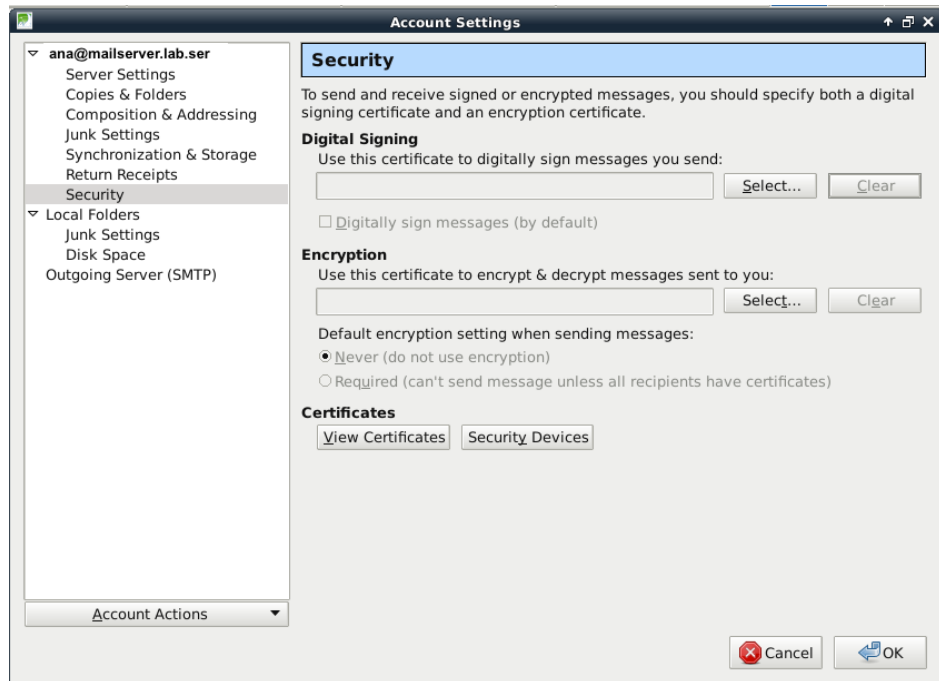 Account Settings
ana@mailserver.lab.ser
Server Settings
Copies & Folders
Composition & Addressing
Junk Settings
Synchronization & Storage
Return Receipts
Security
Local Folders
Junk Settings
Disk Space
Outgoing Server (SMTP)
Account Actions
Security
To send and receive signed or encrypted messages, you should specify both a digital
signing certificate and an encryption certificate.
Digital Signing
Use this certificate to digitally sign messages you send:
Select... Clear
Digitally sign messages (by default)
Encryption
Use this certificate to encrypt & decrypt messages sent to you:
Select... Clear
Default encryption setting when sending messages:
Never (do not use encryption)
Required (can't send message unless all recipients have certificates)
Certificates
View Certificates Security Devices
Cancel OK